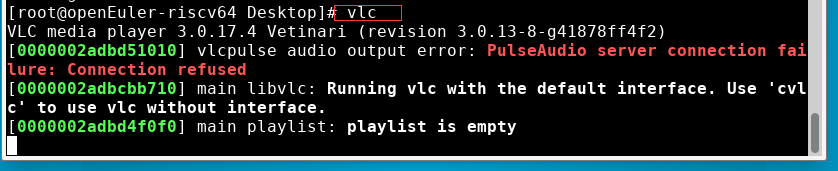 [root@openEuler-riscv64 Desktop]# vlc
VLC media player 3.0.17.4 Vetinari (revision 3.0.13-8-g41878ff4f2)
[0000002adbd51010] vlcpulse audio output error: PulseAudio server connection fai
lure: Connection refused
[0000002adbcbb710] main libvlc: Running vlc with the default interface. Use 'cvl
c' to use vlc without interface.
[0000002adbd4f0f0] main playlist: playlist is empty